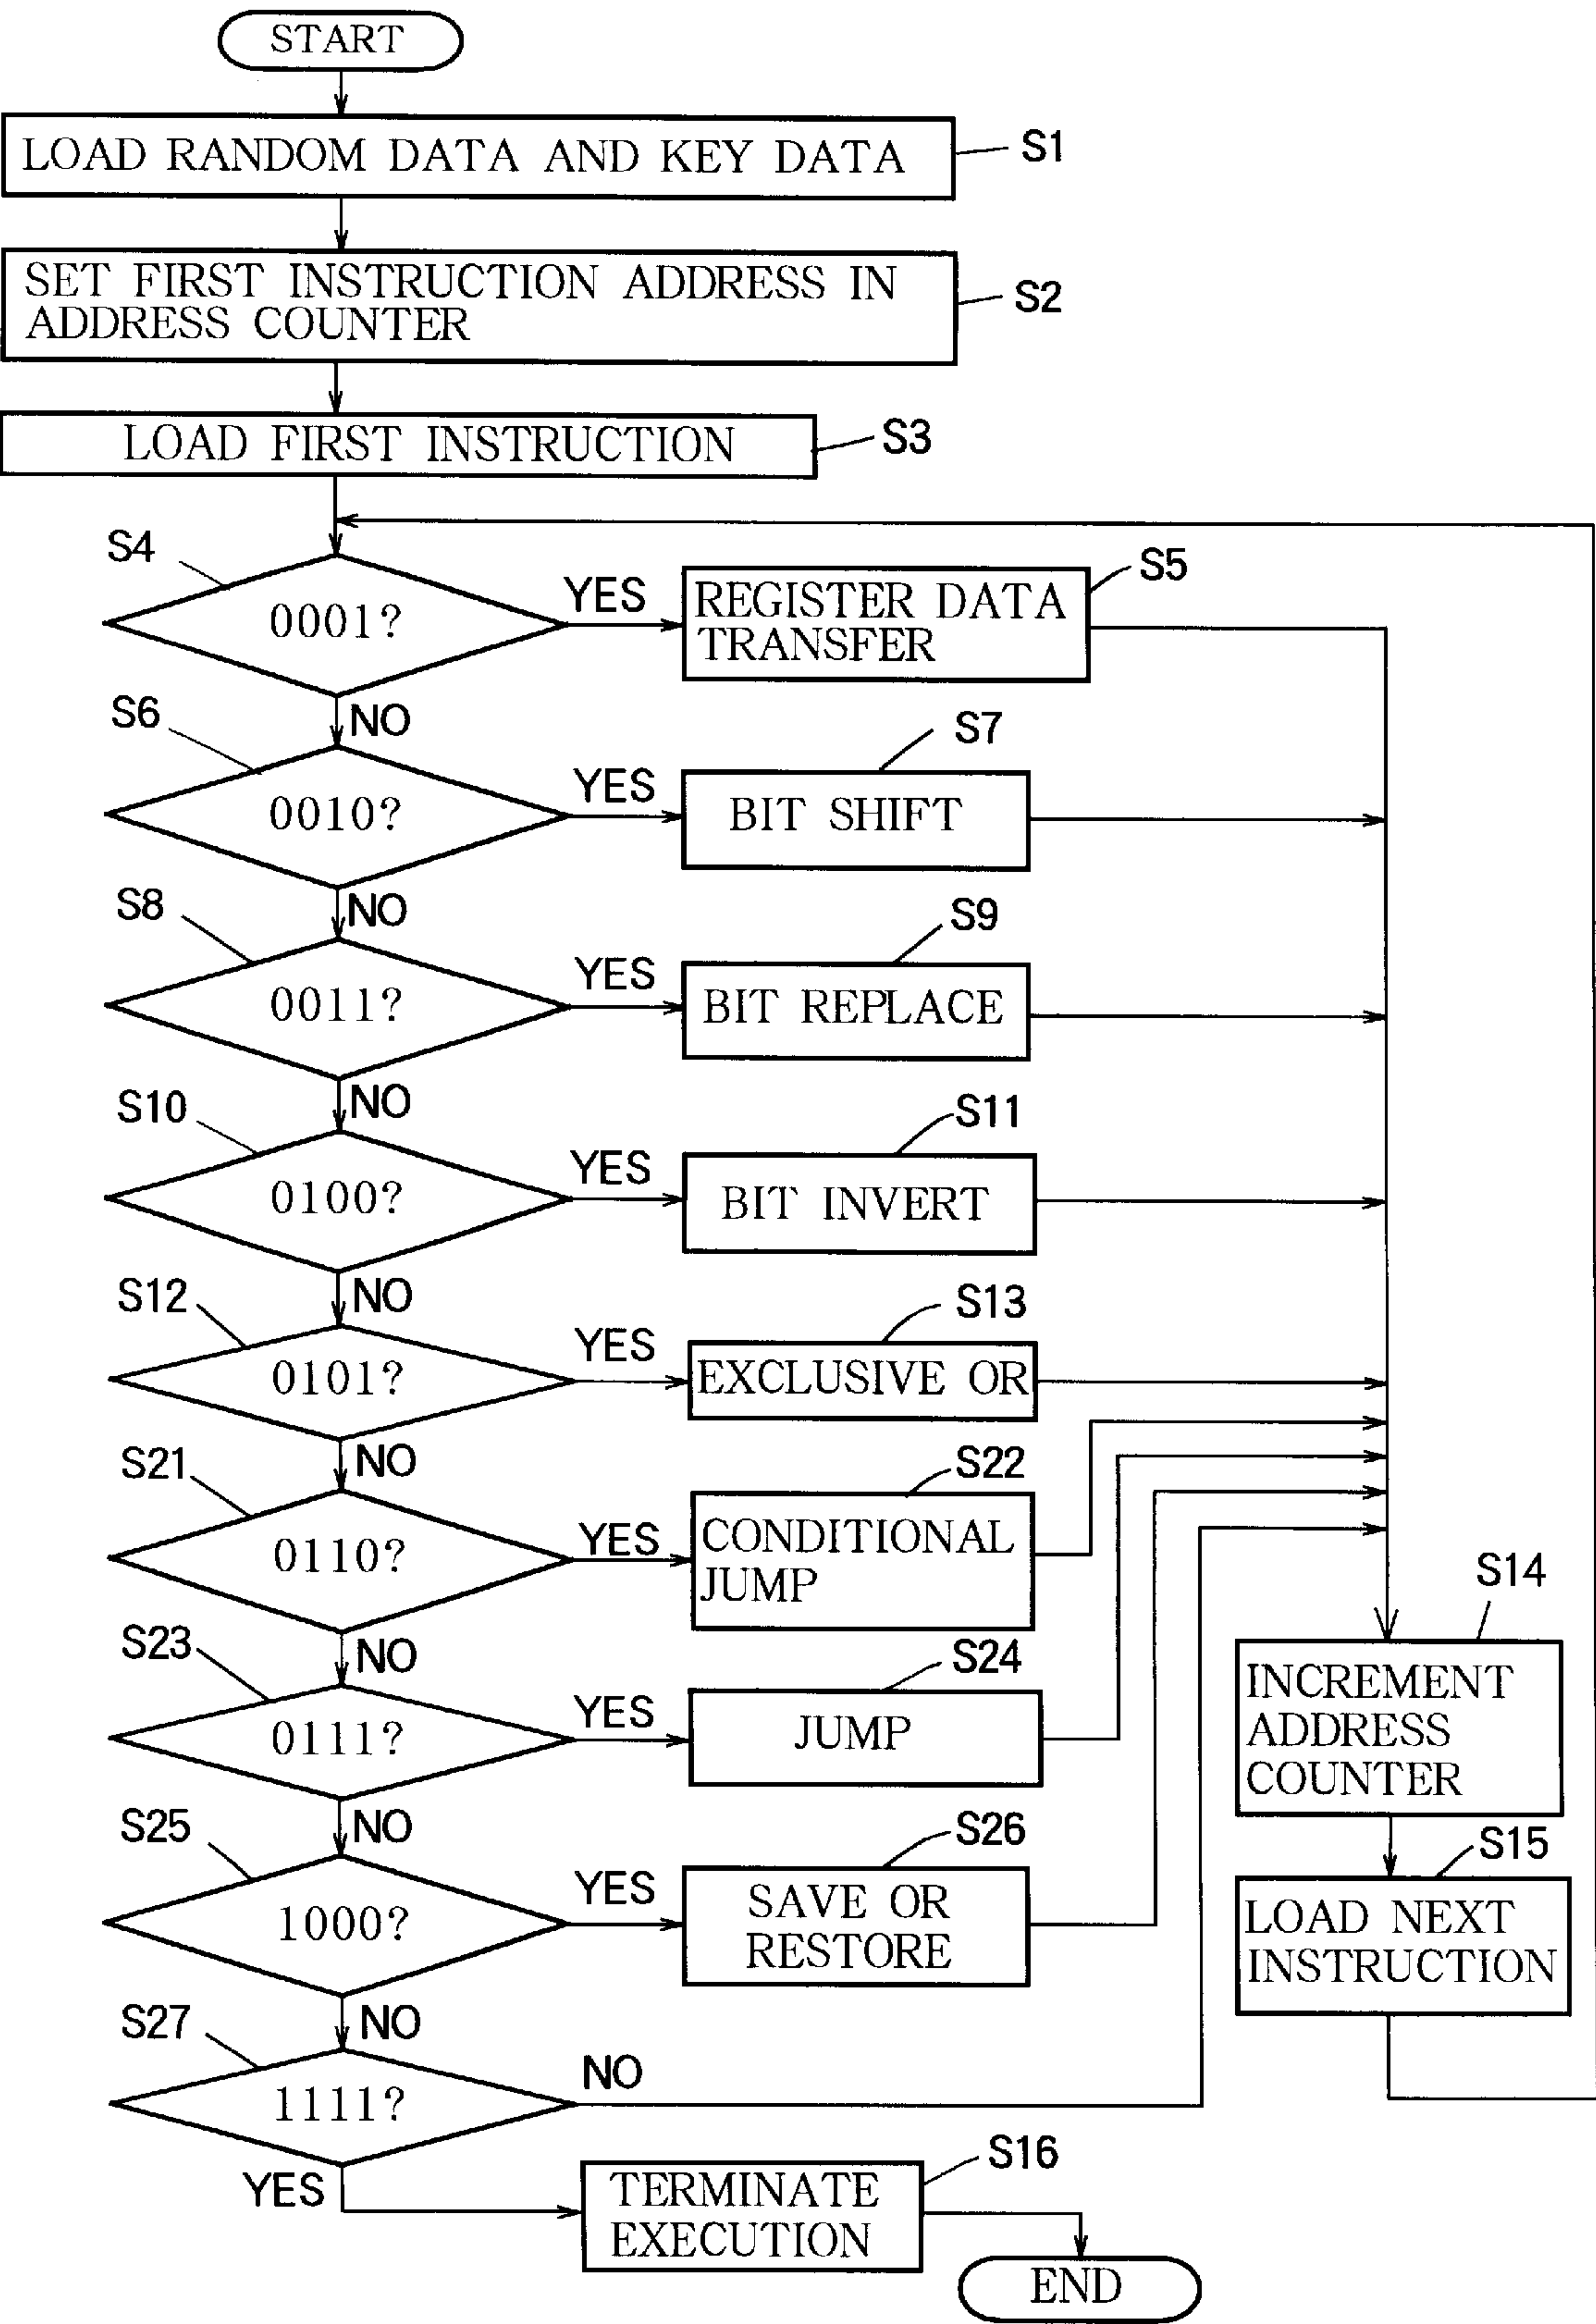 START
LOAD RANDOM DATA AND KEY DATA
S1
SET FIRST INSTRUCTION ADDRESS IN
ADDRESS COUNTER
S2
LOAD FIRST INSTRUCTION
S3
S4
0001?
YES
REGISTER DATA
TRANSFER
S5
NO
S6
0010?
YES
BIT SHIFT
S7
NO
S8
0011?
YES
BIT REPLACE
S9
NO
S10
0100?
YES
BIT INVERT
S11
NO
S12
0101?
YES
EXCLUSIVE OR
S13
NO
S21
0110?
YES
CONDITIONAL
JUMP
S22
NO
S23
0111?
YES
JUMP
S24
NO
S25
1000?
YES
SAVE OR
RESTORE
S26
NO
S27
1111?
NO
S14
INCREMENT
ADDRESS
COUNTER
S15
LOAD NEXT
INSTRUCTION
YES
TERMINATE
EXECUTION
S16
END